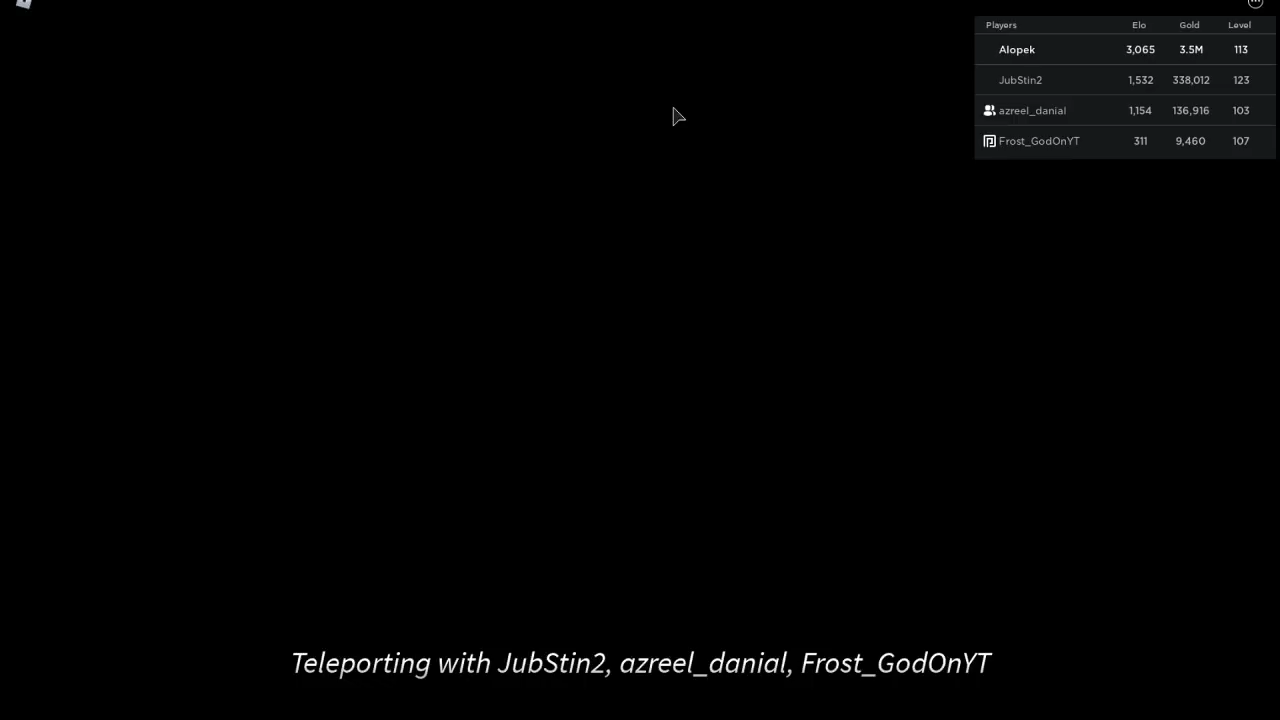 Players Elo Gold Level
Alopek 3,065 3.5M 113
JubStin2 1,532 338,012 123
azreel_danial 1,154 136,916 103
Frost_GodOnYT 311 9,460 107
Teleporting with JubStin2, azreel_danial, Frost_GodOnYT